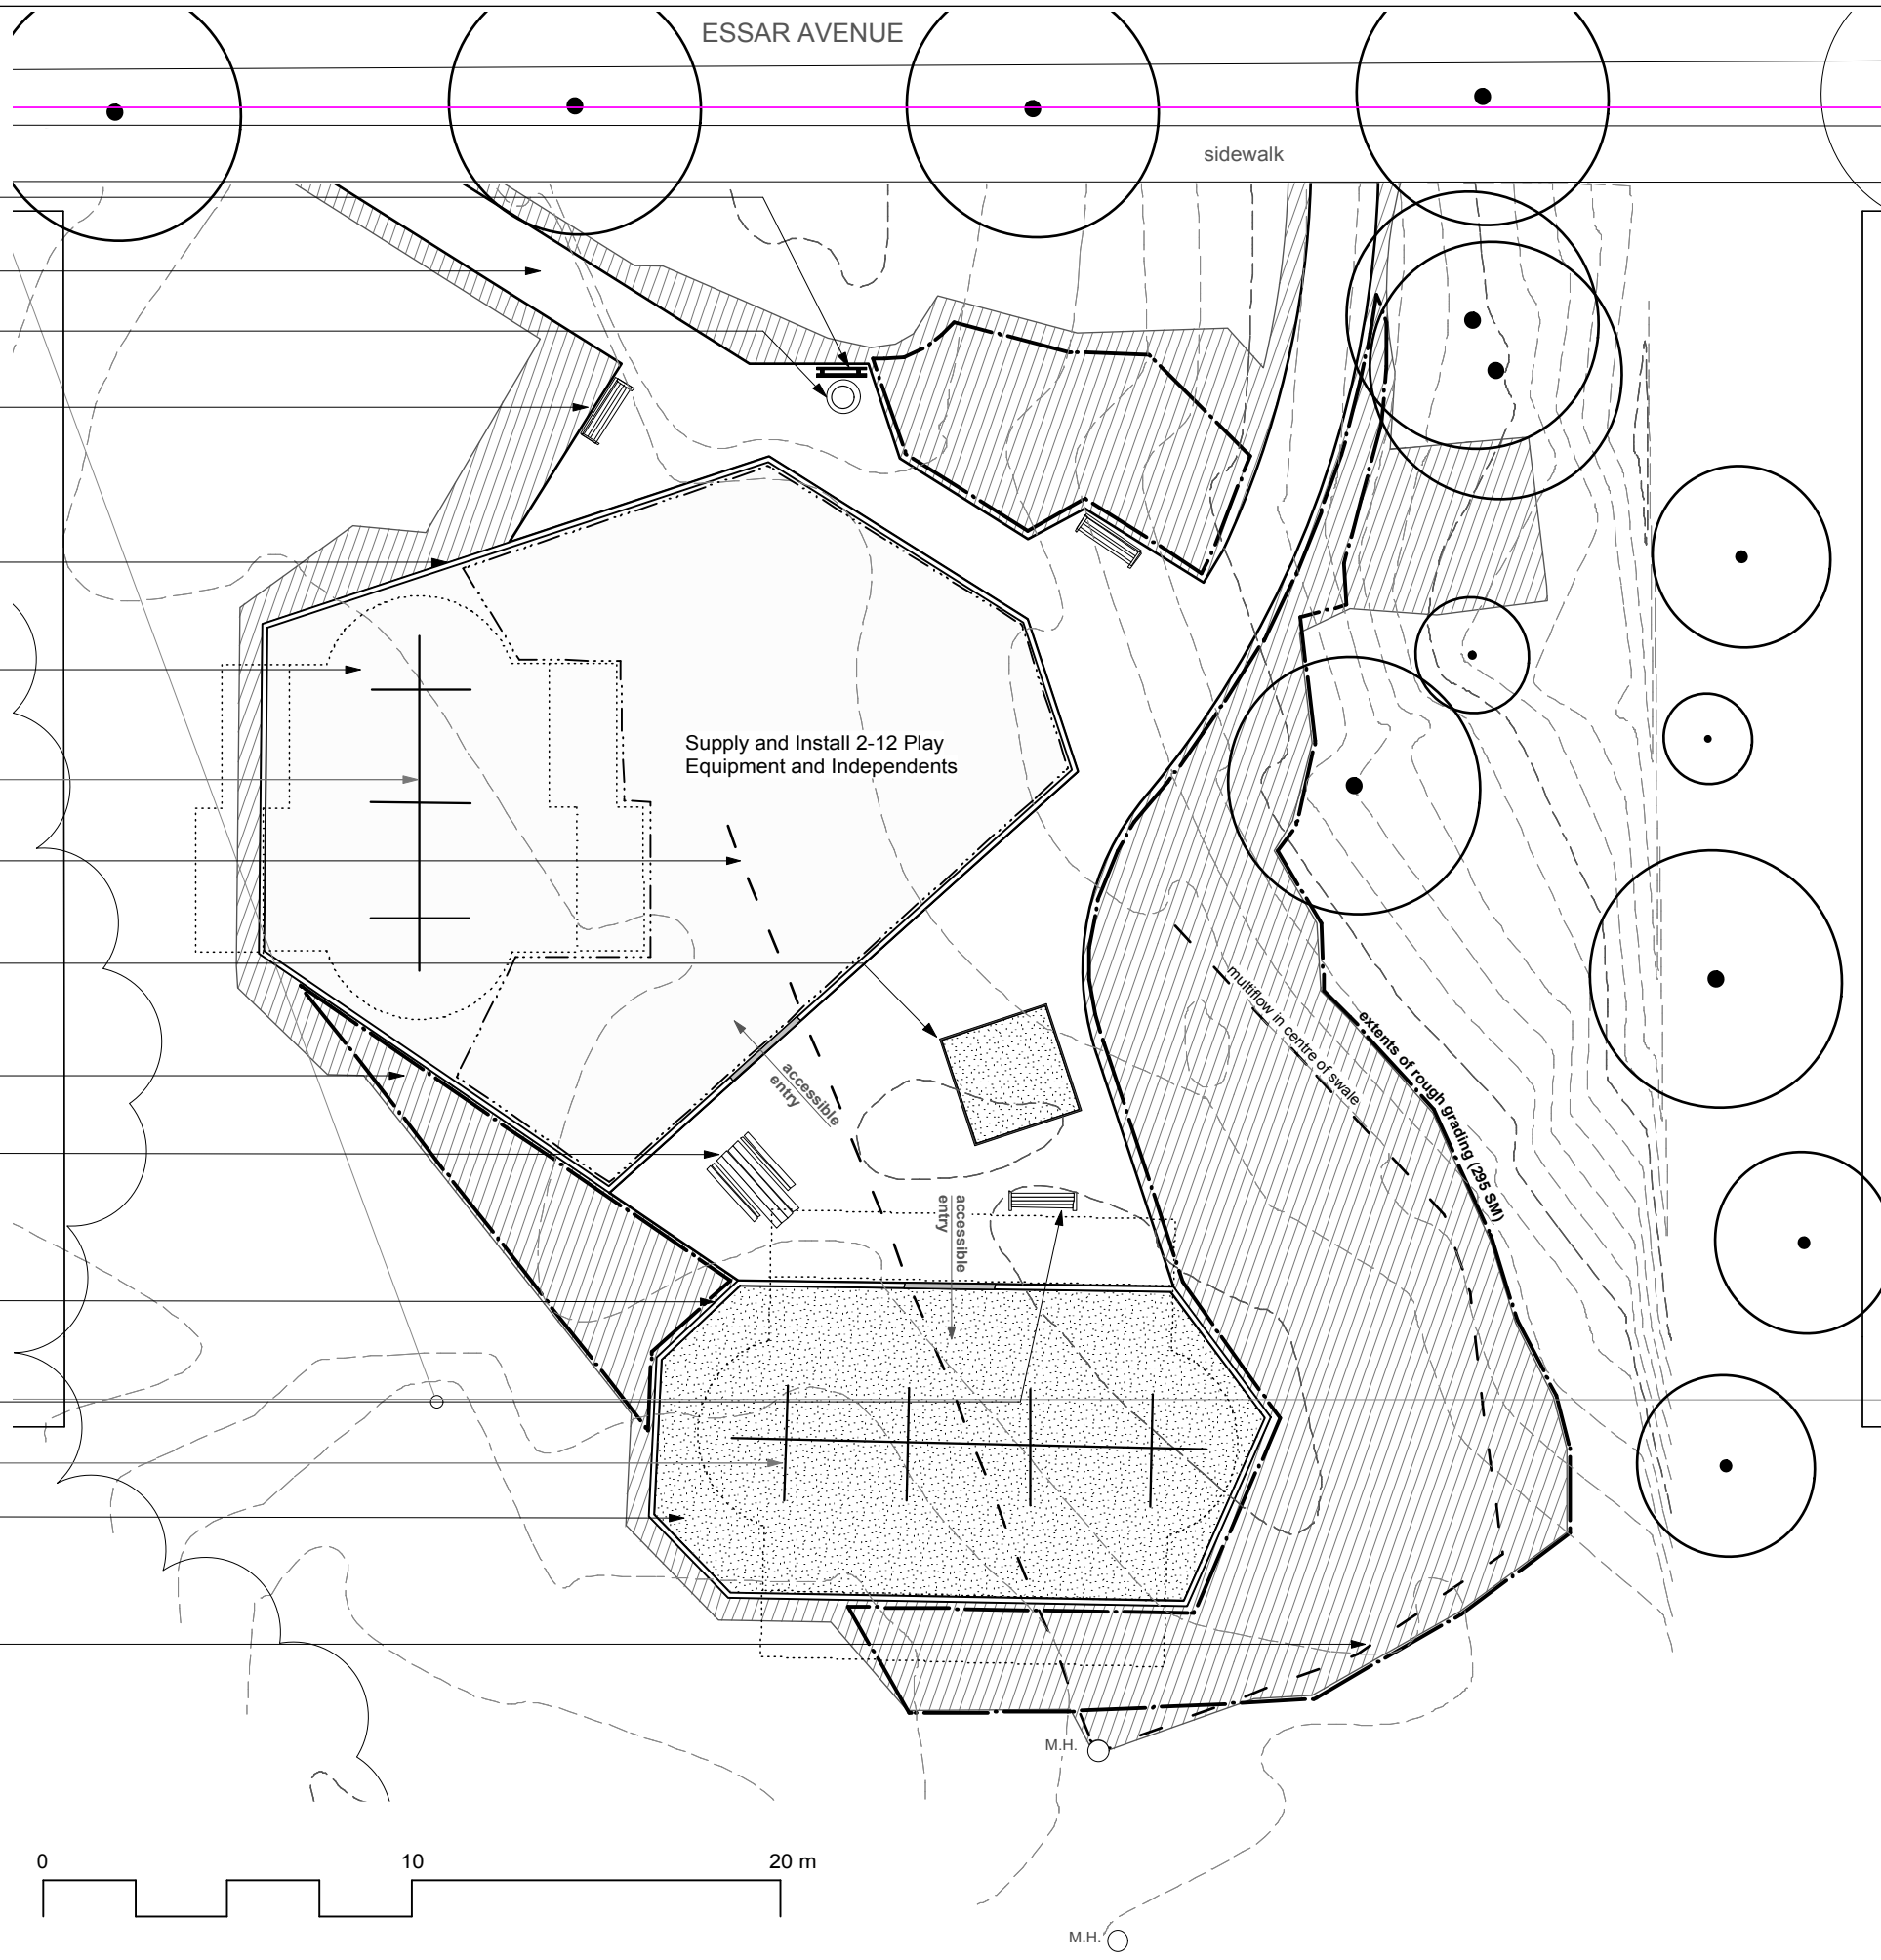 ESSAR AVENUE
sidewalk
Supply and Install 2-12 Play
Equipment and Independents
multiflow in centre of swale
extents of rough grading (295 SM)
accessible
entry
accessible
entry
M.H.
0 10 20 m
M.H.